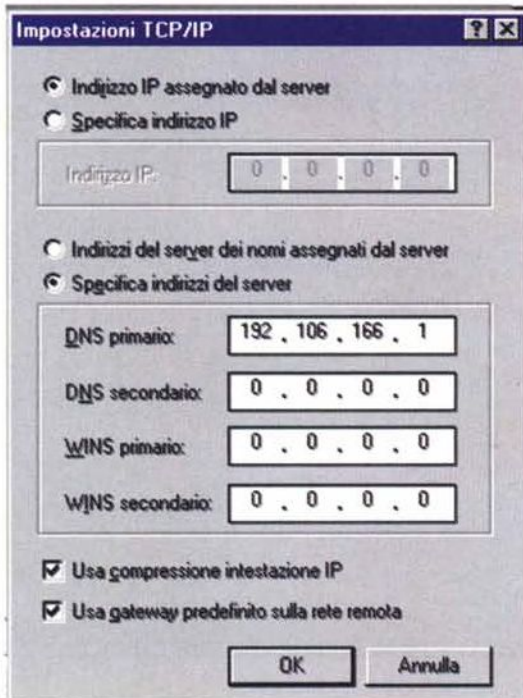 Impostazioni TCP/IP
Indirizzo IP assegnato dal server
Specifica indirizzo IP
Indirizzo IP: 0 . 0 . 0 . 0
Indirizzi del server dei nomi assegnati dal server
Specifica indirizzi del server
DNS primario: 192 . 106 . 166 . 1
DNS secondario: 0 . 0 . 0 . 0
WINS primario: 0 . 0 . 0 . 0
WINS secondario: 0 . 0 . 0 . 0
Usa compressione intestazione IP
Usa gateway predefinito sulla rete remota
OK Annulla